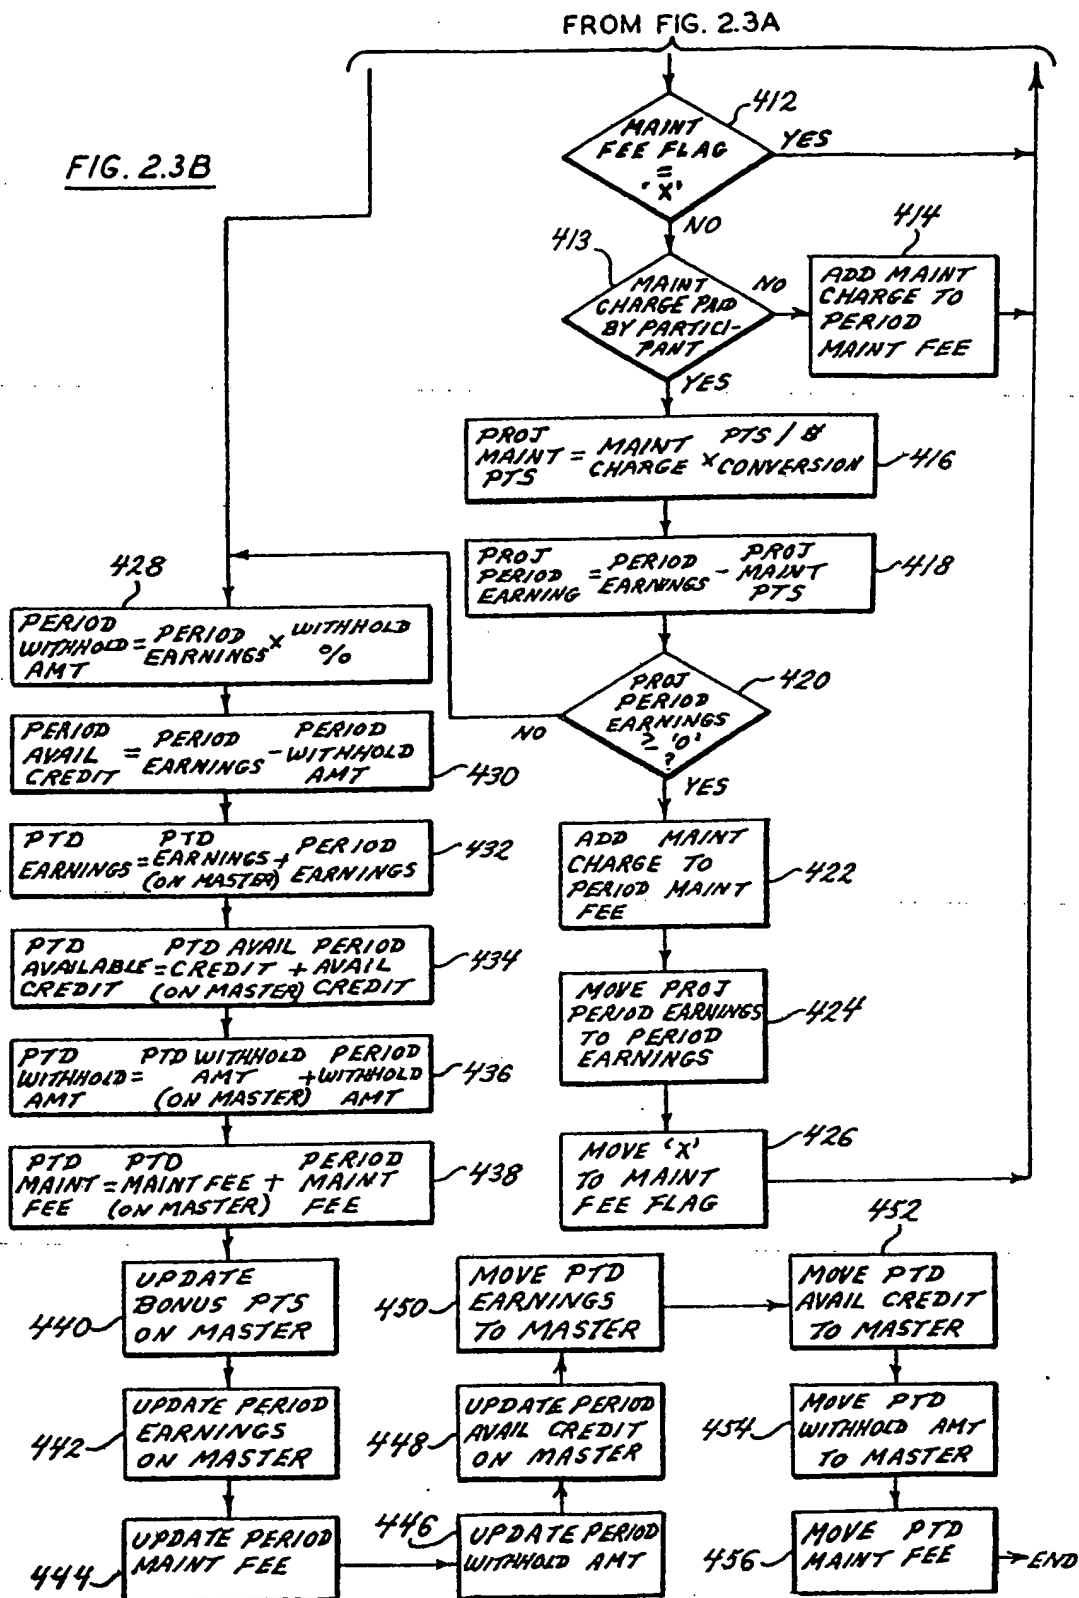 FROM FIG. 2.3A
FIG. 2.3B
412
MAINT
FEE FLAG
=
'X'
YES
NO
413
MAINT
CHARGE PAID
BY PARTICI-
PANT
NO
YES
414
ADD MAINT
CHARGE TO
PERIOD
MAINT FEE
PROJ MAINT PTS = MAINT CHARGE x PTS / $ CONVERSION
416
PROJ PERIOD EARNING = PERIOD EARNINGS - PROJ MAINT PTS
418
PROJ
PERIOD
EARNINGS
≥ '0'
?
420
NO
YES
ADD MAINT
CHARGE TO
PERIOD MAINT
FEE
422
MOVE PROJ
PERIOD EARNINGS
TO PERIOD
EARNINGS
424
MOVE 'X'
TO MAINT
FEE FLAG
426
428
PERIOD WITHHOLD AMT = PERIOD EARNINGS x WITHHOLD %
PERIOD AVAIL CREDIT = PERIOD EARNINGS - PERIOD WITHHOLD AMT
430
PTD EARNINGS = PTD EARNINGS (ON MASTER) + PERIOD EARNINGS
432
PTD AVAILABLE CREDIT = PTD AVAIL CREDIT (ON MASTER) + PERIOD AVAIL CREDIT
434
PTD WITHHOLD AMT = PTD WITHHOLD AMT (ON MASTER) + PERIOD WITHHOLD AMT
436
PTD MAINT FEE = PTD MAINT FEE (ON MASTER) + PERIOD MAINT FEE
438
UPDATE
BONUS PTS
ON MASTER
440
UPDATE PERIOD
EARNINGS
ON MASTER
442
UPDATE PERIOD
MAINT FEE
444
446
UPDATE PERIOD
WITHHOLD AMT
UPDATE PERIOD
AVAIL CREDIT
ON MASTER
448
MOVE PTD
EARNINGS
TO MASTER
450
452
MOVE PTD
AVAIL CREDIT
TO MASTER
MOVE PTD
WITHHOLD AMT
TO MASTER
454
MOVE PTD
MAINT FEE
456
END